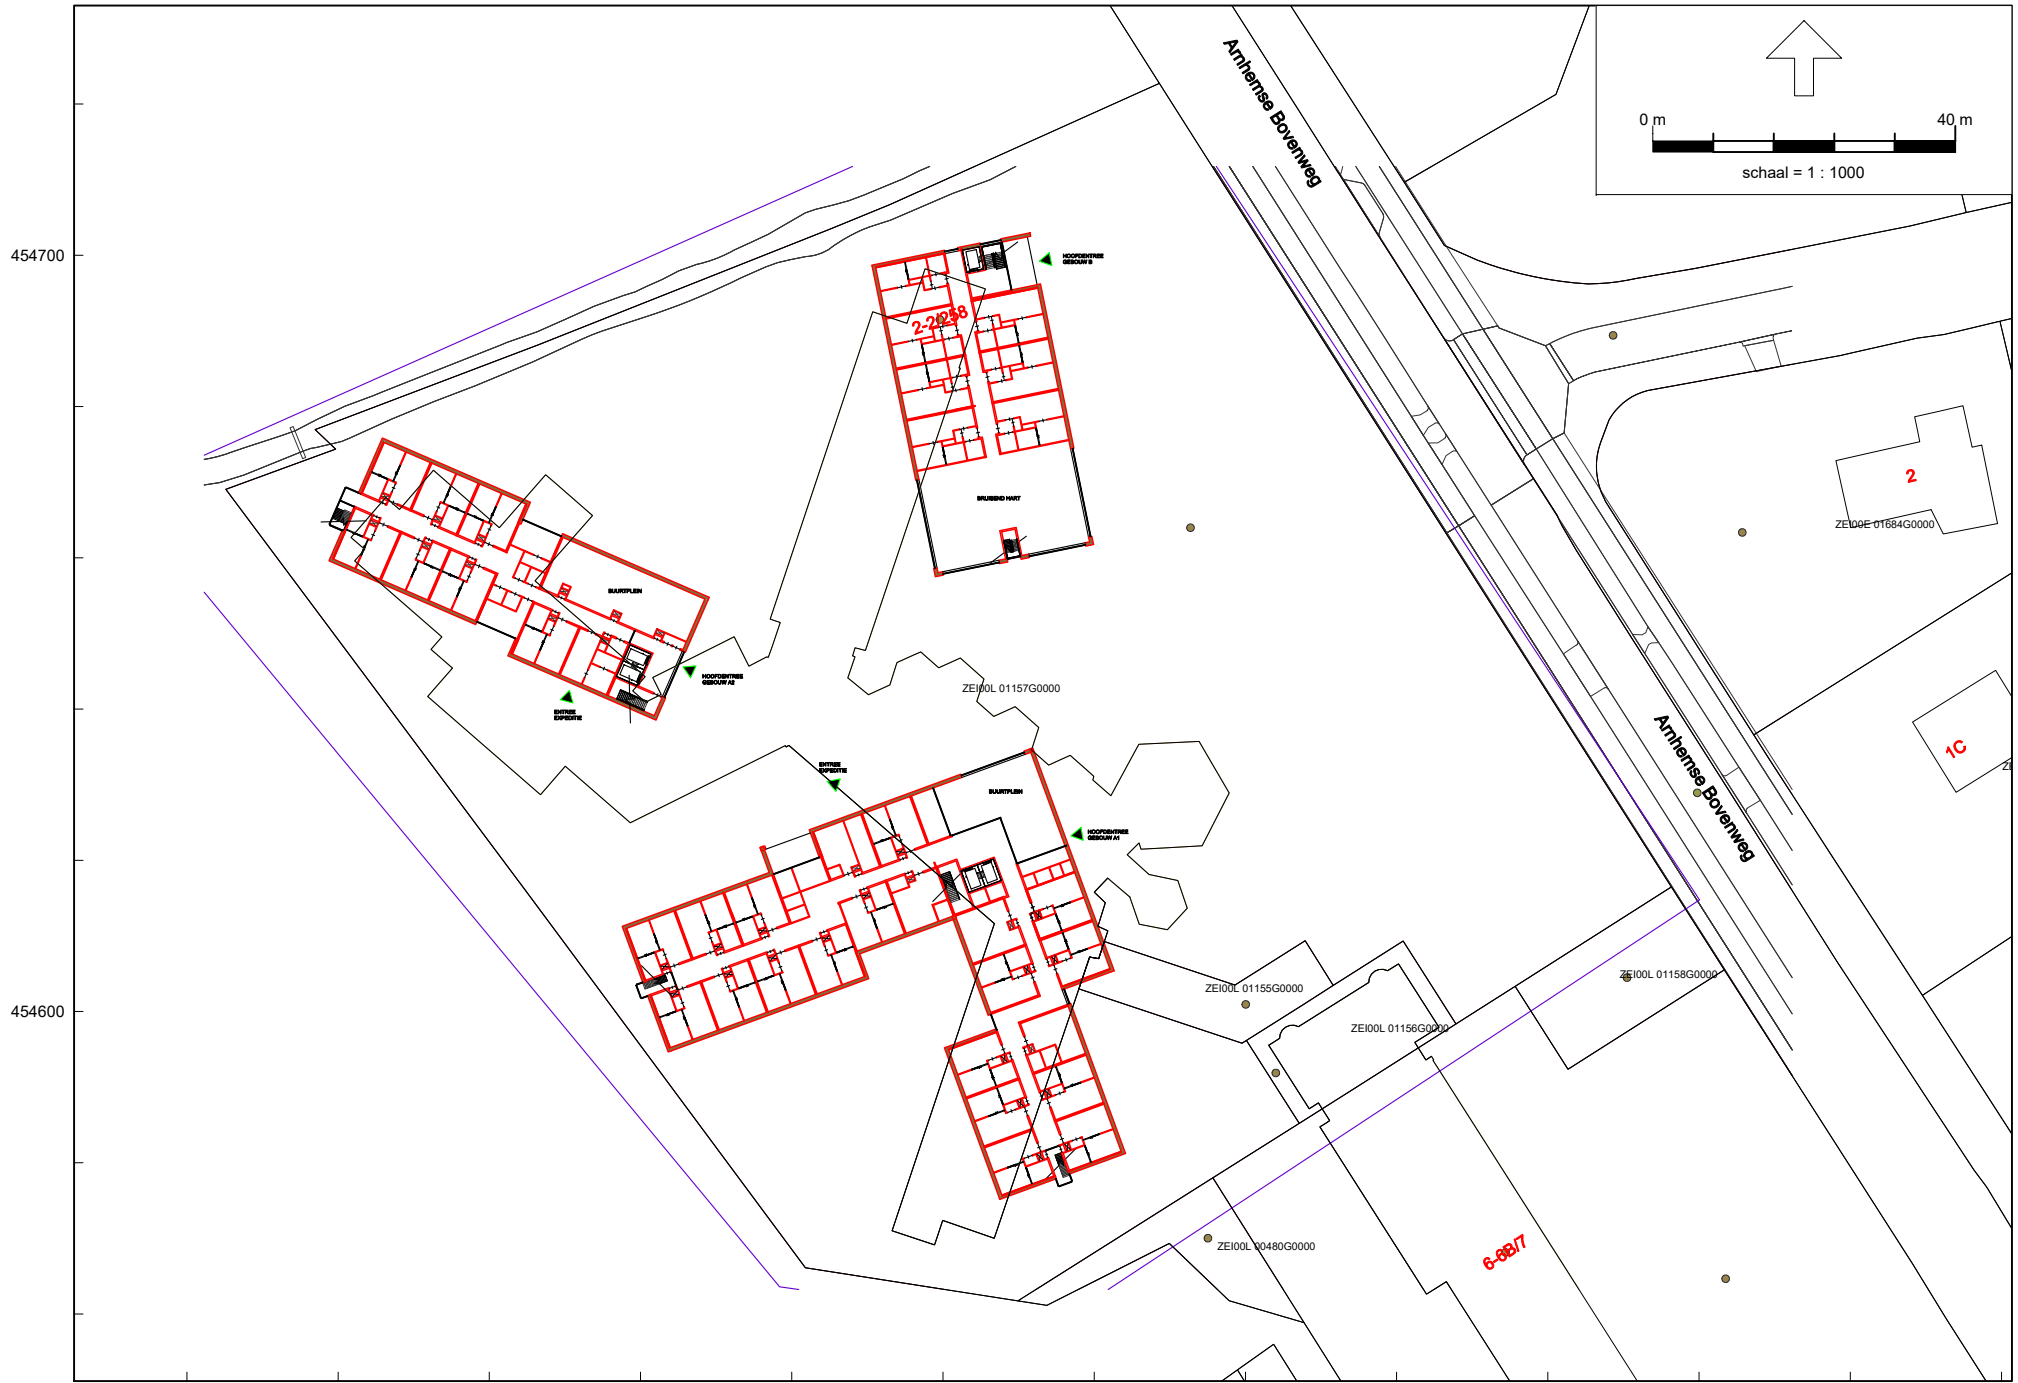 Arnhemse Bovenweg
0 m 40 m
schaal = 1 : 1000
454700
HOOFDENTREE
GEBOUW B
2-2/258
2
BRUISEND HART
ZEI00E 01684G0000
BUURTPLEIN
HOOFDENTREE
GEBOUW A2
ZEI00L 01157G0000
ENTREE
EXPEDITIE
Arnhemse Bovenweg
1C
ZE
ENTREE
EXPEDITIE
BUURTPLEIN
HOOFDENTREE
GEBOUW A1
ZEI00L 01158G0000
ZEI00L 01155G0000
454600
ZEI00L 01156G0000
ZEI00L 00480G0000
6-6B/7